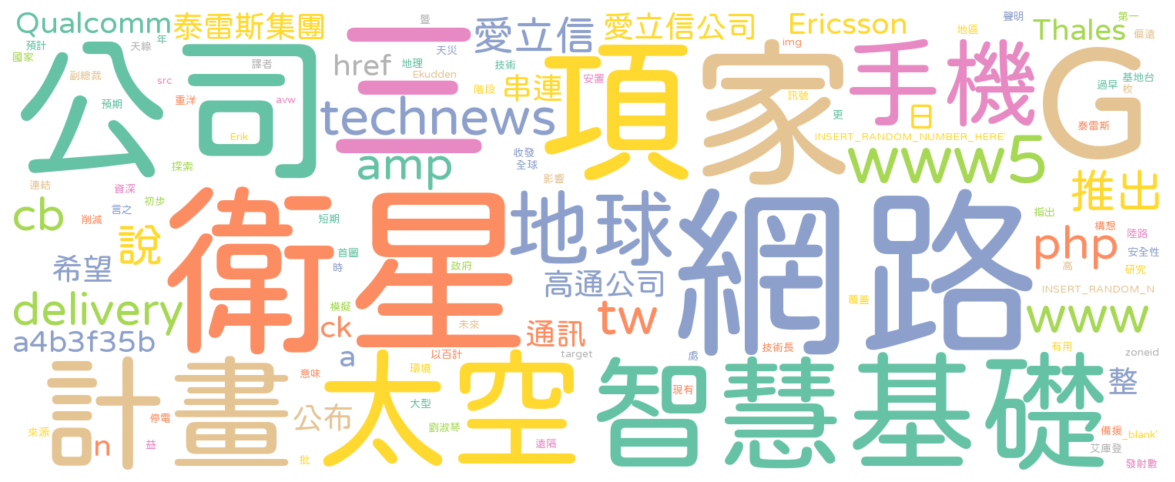 Qualcomm 泰雷斯集團 譽 愛立信 愛立信公司 Ericsson 聲明 地區 Thales 第一
預計 年 天線 天災 img 偏遠
國家 譯者 href 地理 技術
副總裁 src Ekudden 階段 串連 安置 過早 基地台
公司 三 項 家 手機 G
預期 重洋 avw technews 訊號 日 更 枚
Erik INSERT_RANDOM_NUMBER_HERE 泰雷斯
探索 amp 收發 全球 www5
連結 資深 初步 影響 推出
cb 削減 言之 短期 指出 構想 陸路
說 衛星 地球 網路 php
希望 首圖 時 政府 高通公司 高 安全性 研究
delivery 模擬 覆蓋 INSERT_RANDOM_N
a4b3f35b ck 未來 通訊 tw www
a 以百計 target 處 技術長 有用 zoneid
計畫 意味 太空 環境 智慧 現有 基礎 整
公布 大型
來源 n 停電 益 劉淑琴 遠隔 備援 _blank'
批 艾庫登 發射數